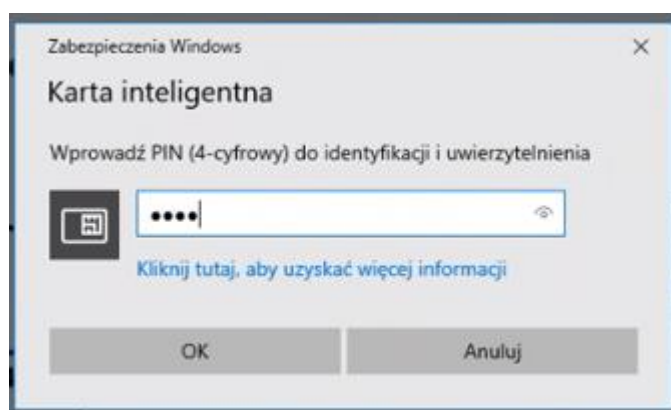 Zabezpieczenia Windows
Karta inteligentna
Wprowadź PIN (4-cyfrowy) do identyfikacji i uwierzytelnienia
••••
Kliknij tutaj, aby uzyskać więcej informacji
OK
Anuluj